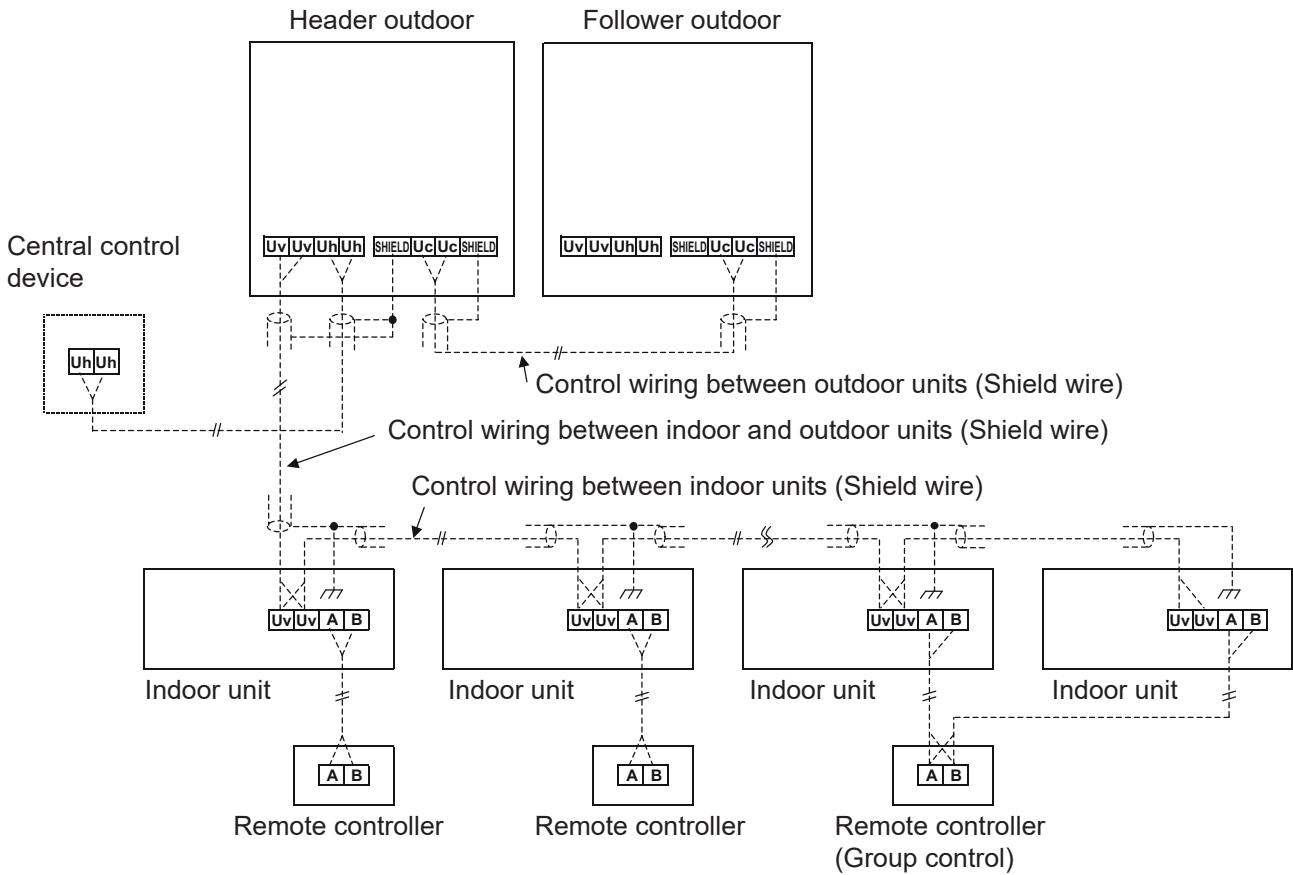 Header outdoor
Follower outdoor
Uv Uv Uh Uh SHIELD Uc Uc SHIELD
Uv Uv Uh Uh SHIELD Uc Uc SHIELD
Central control
device
Uh Uh
Control wiring between outdoor units (Shield wire)
Control wiring between indoor and outdoor units (Shield wire)
Control wiring between indoor units (Shield wire)
Uv Uv A B
Uv Uv A B
Uv Uv A B
Uv Uv A B
Indoor unit
Indoor unit
Indoor unit
Indoor unit
A B
A B
A B
Remote controller
Remote controller
Remote controller
(Group control)